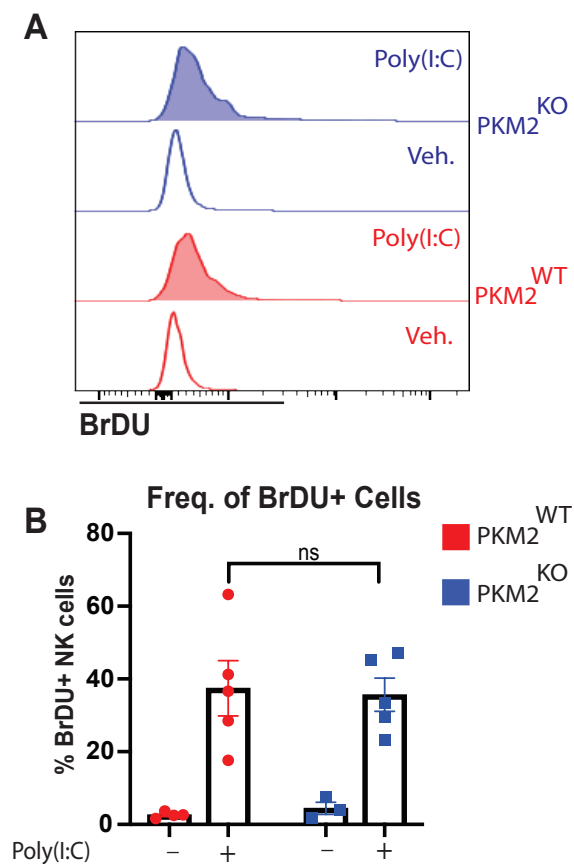 A
Poly(I:C)
PKM2KO
Veh.
Poly(I:C)
PKM2WT
Veh.
BrDU
B
Freq. of BrDU+ Cells
PKM2WT
PKM2KO
ns
% BrDU+ NK cells
80
60
40
20
0
Poly(I:C) – + – +